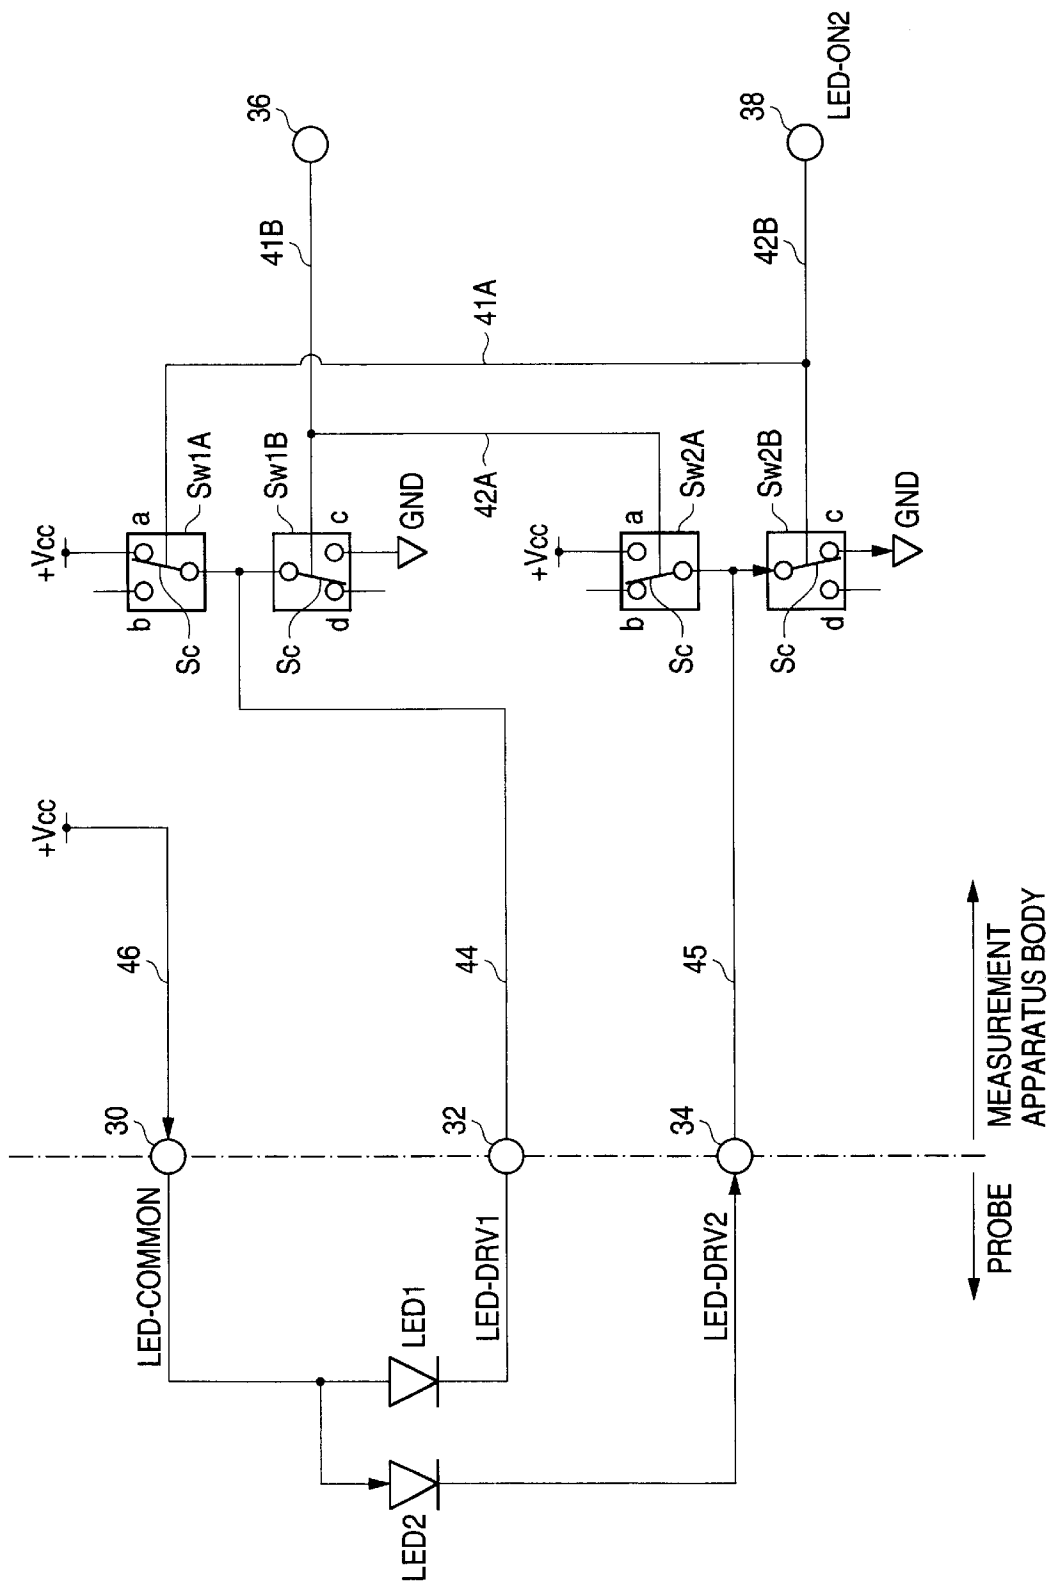 36
41B
38
LED-ON2
42B
41A
42A
+Vcc
a
b
Sw1A
Sc
Sw1B
c
d
Sc
GND
+Vcc
a
b
Sw2A
Sc
Sw2B
c
d
Sc
GND
+Vcc
46
44
45
30
LED-COMMON
32
LED-DRV1
34
LED-DRV2
LED1
LED2
MEASUREMENT
APPARATUS BODY
PROBE